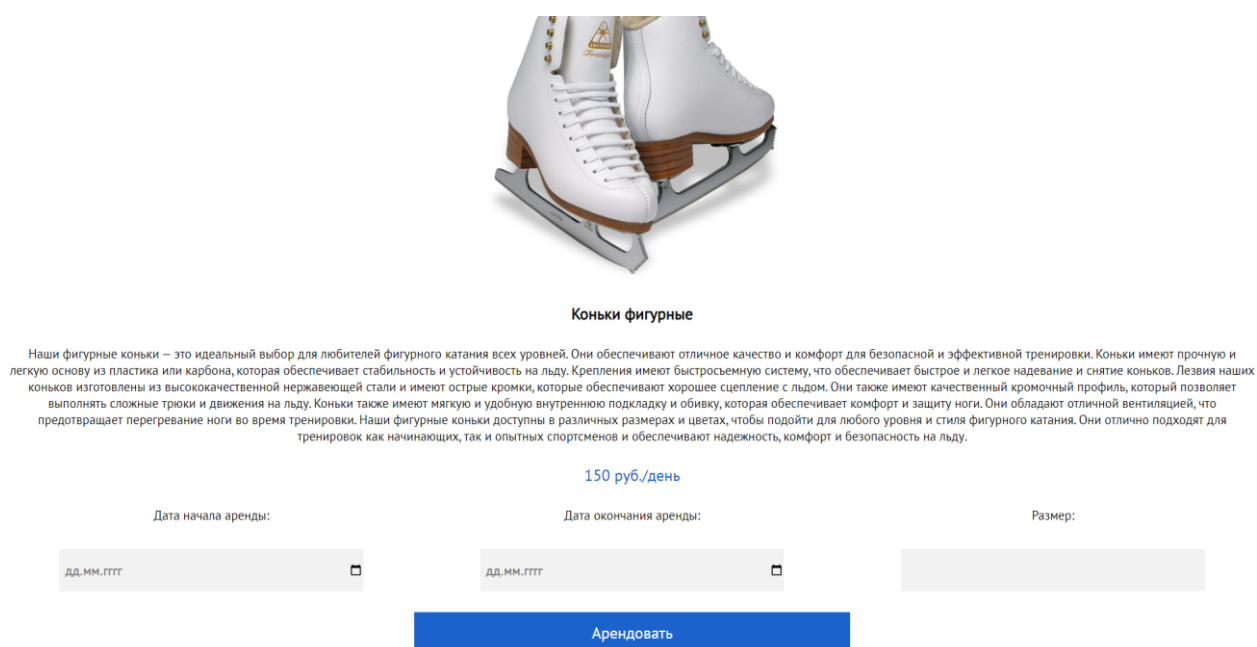 Коньки фигурные
Наши фигурные коньки — это идеальный выбор для любителей фигурного катания всех уровней. Они обеспечивают отличное качество и комфорт для безопасной и эффективной тренировки. Коньки имеют прочную и
легкую основу из пластика или карбона, которая обеспечивает стабильность и устойчивость на льду. Крепления имеют быстросъемную систему, что обеспечивает быстрое и легкое надевание и снятие коньков. Лезвия наших
коньков изготовлены из высококачественной нержавеющей стали и имеют острые кромки, которые обеспечивают хорошее сцепление с льдом. Они также имеют качественный кромочный профиль, который позволяет
выполнять сложные трюки и движения на льду. Коньки также имеют мягкую и удобную внутреннюю подкладку и обивку, которая обеспечивает комфорт и защиту ноги. Они обладают отличной вентиляцией, что
предотвращает перегревание ноги во время тренировки. Наши фигурные коньки доступны в различных размерах и цветах, чтобы подойти для любого уровня и стиля фигурного катания. Они отлично подходят для
тренировок как начинающих, так и опытных спортсменов и обеспечивают надежность, комфорт и безопасность на льду.
150 руб./день
Дата начала аренды:
Дата окончания аренды:
Размер:
дд.мм.гггг
дд.мм.гггг
Арендовать